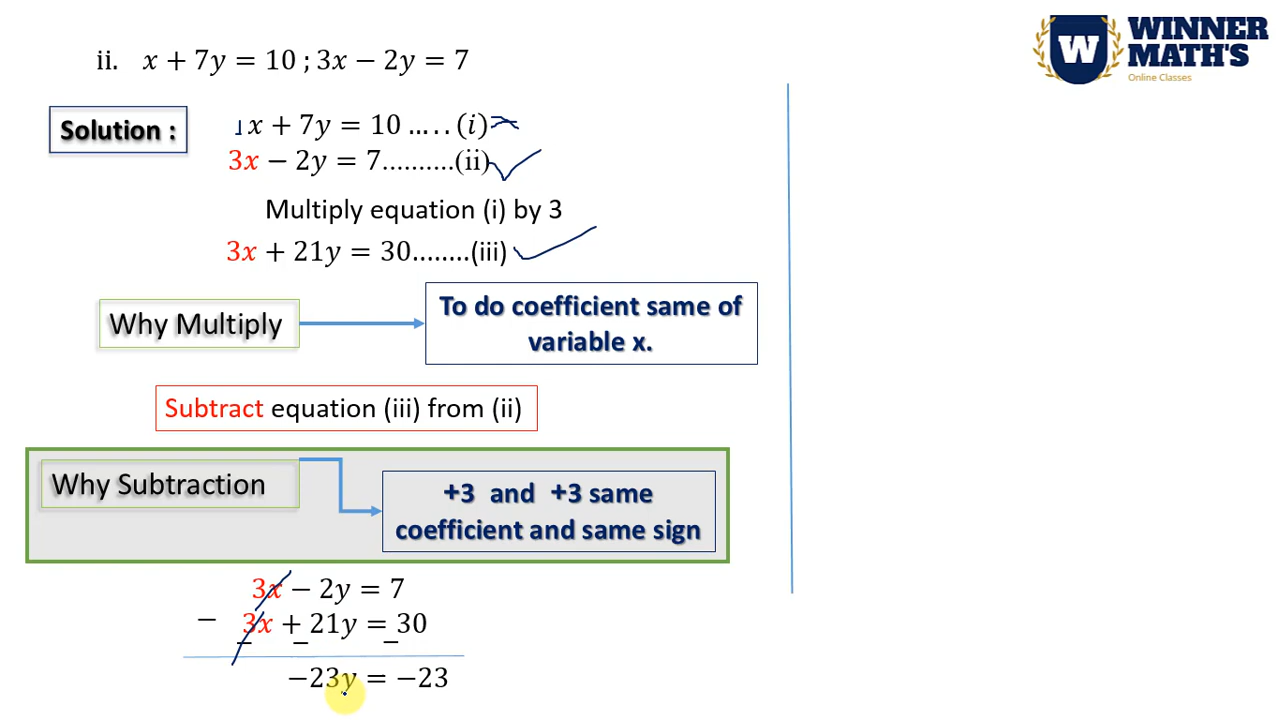 WINNER
MATH'S
Online Classes
W
ii. x + 7y = 10 ; 3x − 2y = 7
Solution :
1x + 7y = 10 ….. (i)
3x − 2y = 7..........(ii)
Multiply equation (i) by 3
3x + 21y = 30........(iii)
Why Multiply
To do coefficient same of
variable x.
Subtract equation (iii) from (ii)
Why Subtraction
+3 and +3 same
coefficient and same sign
3x − 2y = 7
− 3x + 21y = 30
− − −
−23y = −23